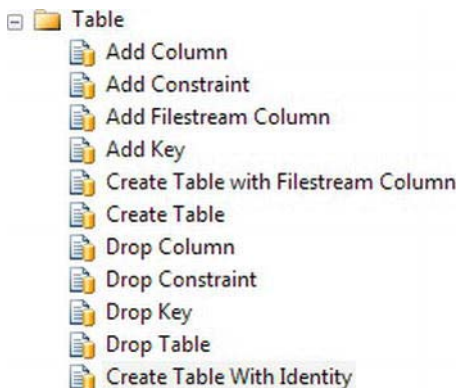 Table
Add Column
Add Constraint
Add Filestream Column
Add Key
Create Table with Filestream Column
Create Table
Drop Column
Drop Constraint
Drop Key
Drop Table
Create Table With Identity